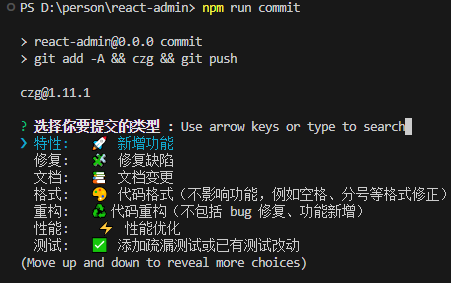 PS D:\person\react-admin> npm run commit
> react-admin@0.0.0 commit
> git add -A && czg && git push
czg@1.11.1
? 选择你要提交的类型 : Use arrow keys or type to search
❯ 特性: 🚀 新增功能
修复: 🛠 修复缺陷
文档: 📚 文档变更
格式: 🎨 代码格式（不影响功能，例如空格、分号等格式修正）
重构: ♻️ 代码重构（不包括 bug 修复、功能新增）
性能: ⚡️ 性能优化
测试: ✅ 添加疏漏测试或已有测试改动
(Move up and down to reveal more choices)